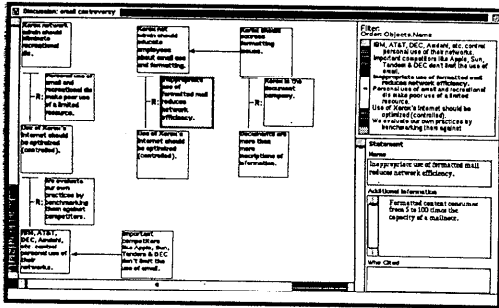 Discussion: email controversy
Xerox network
admin should
eliminate
recreational
dls.
Xerox net
admin should
educate
employees
about email use
and formatting.
Xerox should
address
formatting
issues.
R:
Personal use of
email and
recreational
dls make poor
use of a limited
resource.
R:
Inappropriate
use of
formatted mail
reduces
network
efficiency.
R:
Xerox is the
document
company.
Use of Xerox's
Internet should
be optimized
(controlled).
Use of Xerox's
Internet should
be optimized
(controlled).
Documents are
more than
mere
inscriptions of
information.
R:
We evaluate
our own
practices by
benchmarking
them against
competitors.
IBM, AT&T,
DEC, Amdahl,
etc. control
personal use of
their
networks.
Important
competitors
like Apple, Sun,
Tandem & DEC
don't limit the
use of email.
Filter:
Order: Objects.Name
IBM, AT&T, DEC, Amdahl, etc. control
personal use of their networks.
Important competitors like Apple, Sun,
Tandem & DEC don't limit the use of
email.
Inappropriate use of formatted mail
reduces network efficiency.
Personal use of email and recreational
dls make poor use of a limited
resource.
Use of Xerox's Internet should be
optimized (controlled).
We evaluate our own practices by
benchmarking them against
Statement
Name
Inappropriate use of formatted mail
reduces network efficiency.
Additional Information
Formatted content consumes
from 5 to 100 times the
capacity of a mailnote.
Who Cited